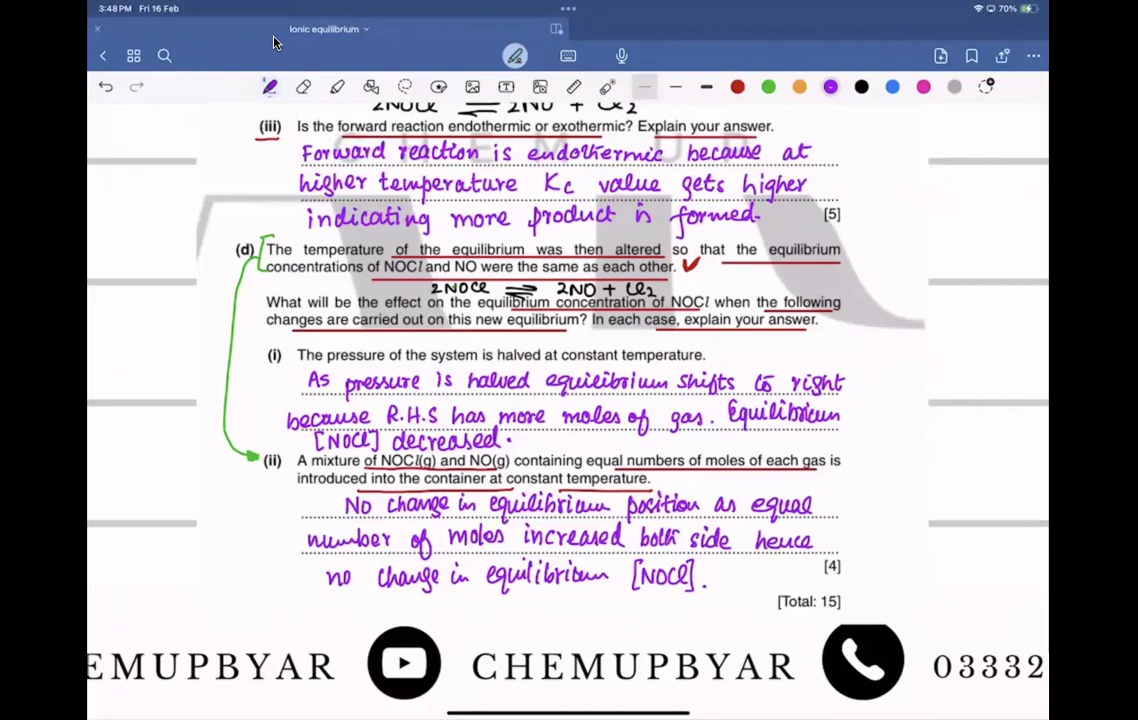 3:48 PM Fri 16 Feb
70%
Ionic equilibrium
2NOCl ⇌ 2NO + Cl2
(iii) Is the forward reaction endothermic or exothermic? Explain your answer.
Forward reaction is endothermic because at
higher temperature Kc value gets higher
indicating more product is formed. [5]
(d) The temperature of the equilibrium was then altered so that the equilibrium
concentrations of NOCl and NO were the same as each other.
2NOCl ⇌ 2NO + Cl2
What will be the effect on the equilibrium concentration of NOCl when the following
changes are carried out on this new equilibrium? In each case, explain your answer.
(i) The pressure of the system is halved at constant temperature.
As pressure is halved equilibrium shifts to right
because R.H.S has more moles of gas. Equilibrium
[NOCl] decreased.
(ii) A mixture of NOCl(g) and NO(g) containing equal numbers of moles of each gas is
introduced into the container at constant temperature.
No change in equilibrium position as equal
number of moles increased both side hence
no change in equilibrium [NOCl]. [4]
[Total: 15]
EMUPBYAR CHEMUPBYAR 03332